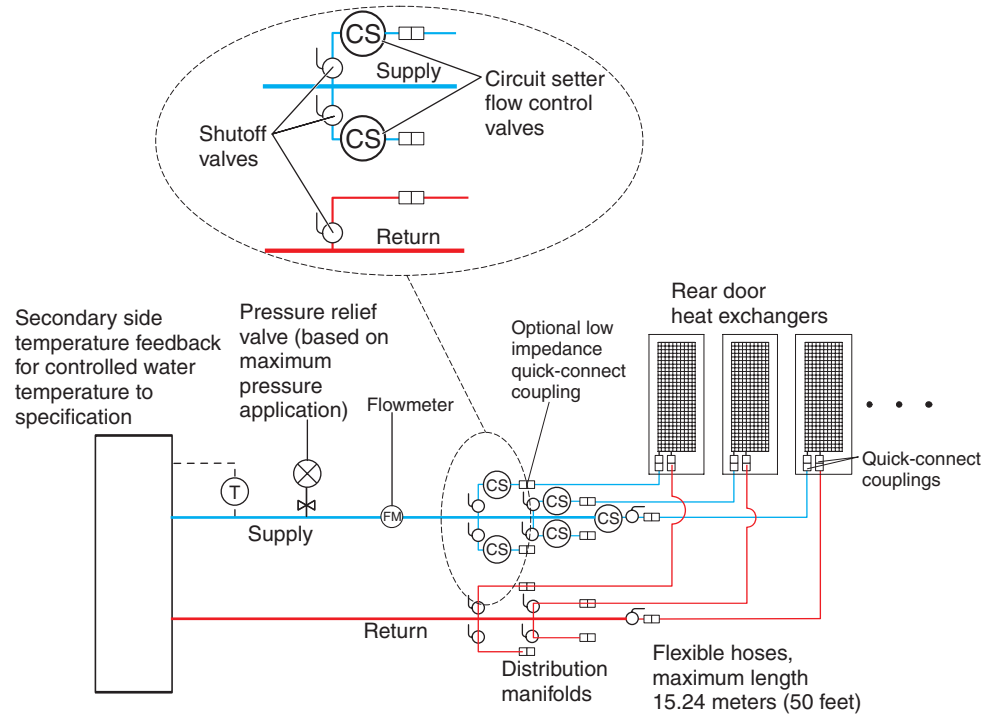 CS
Supply
Circuit setter
flow control
valves
Shutoff
valves
CS
Return
Secondary side
temperature feedback
for controlled water
temperature to
specification
Pressure relief
valve (based on
maximum
pressure
application)
Flowmeter
Optional low
impedance
quick-connect
coupling
Rear door
heat exchangers
Quick-connect
couplings
T
Supply
FM
CS
CS
CS
CS
CS
Return
Distribution
manifolds
Flexible hoses,
maximum length
15.24 meters (50 feet)